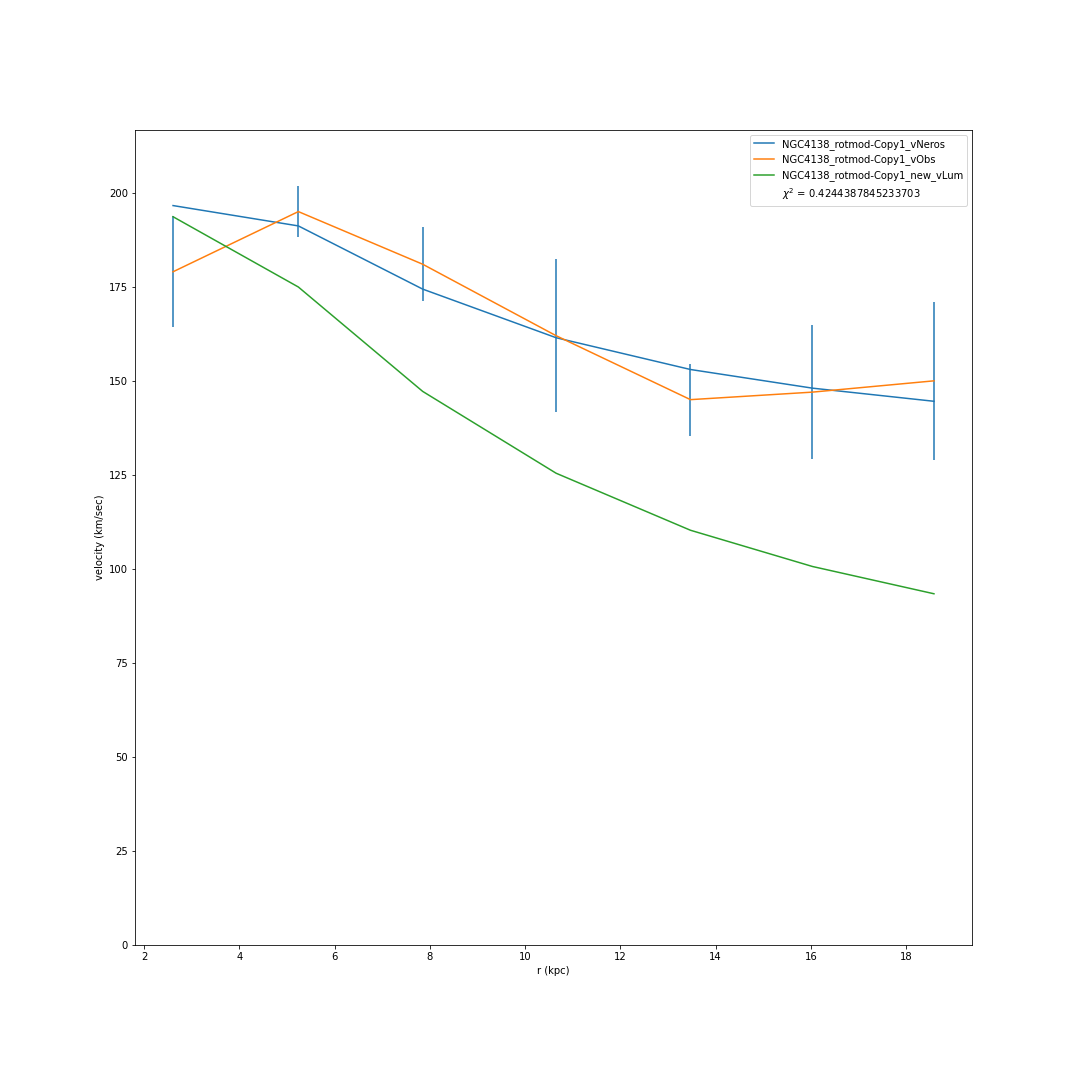 NGC4138_rotmod-Copy1_vNeros
NGC4138_rotmod-Copy1_vObs
NGC4138_rotmod-Copy1_new_vLum
χ² = 0.4244387845233703
200
175
150
125
100
75
50
25
0
velocity (km/sec)
2 4 6 8 10 12 14 16 18
r (kpc)